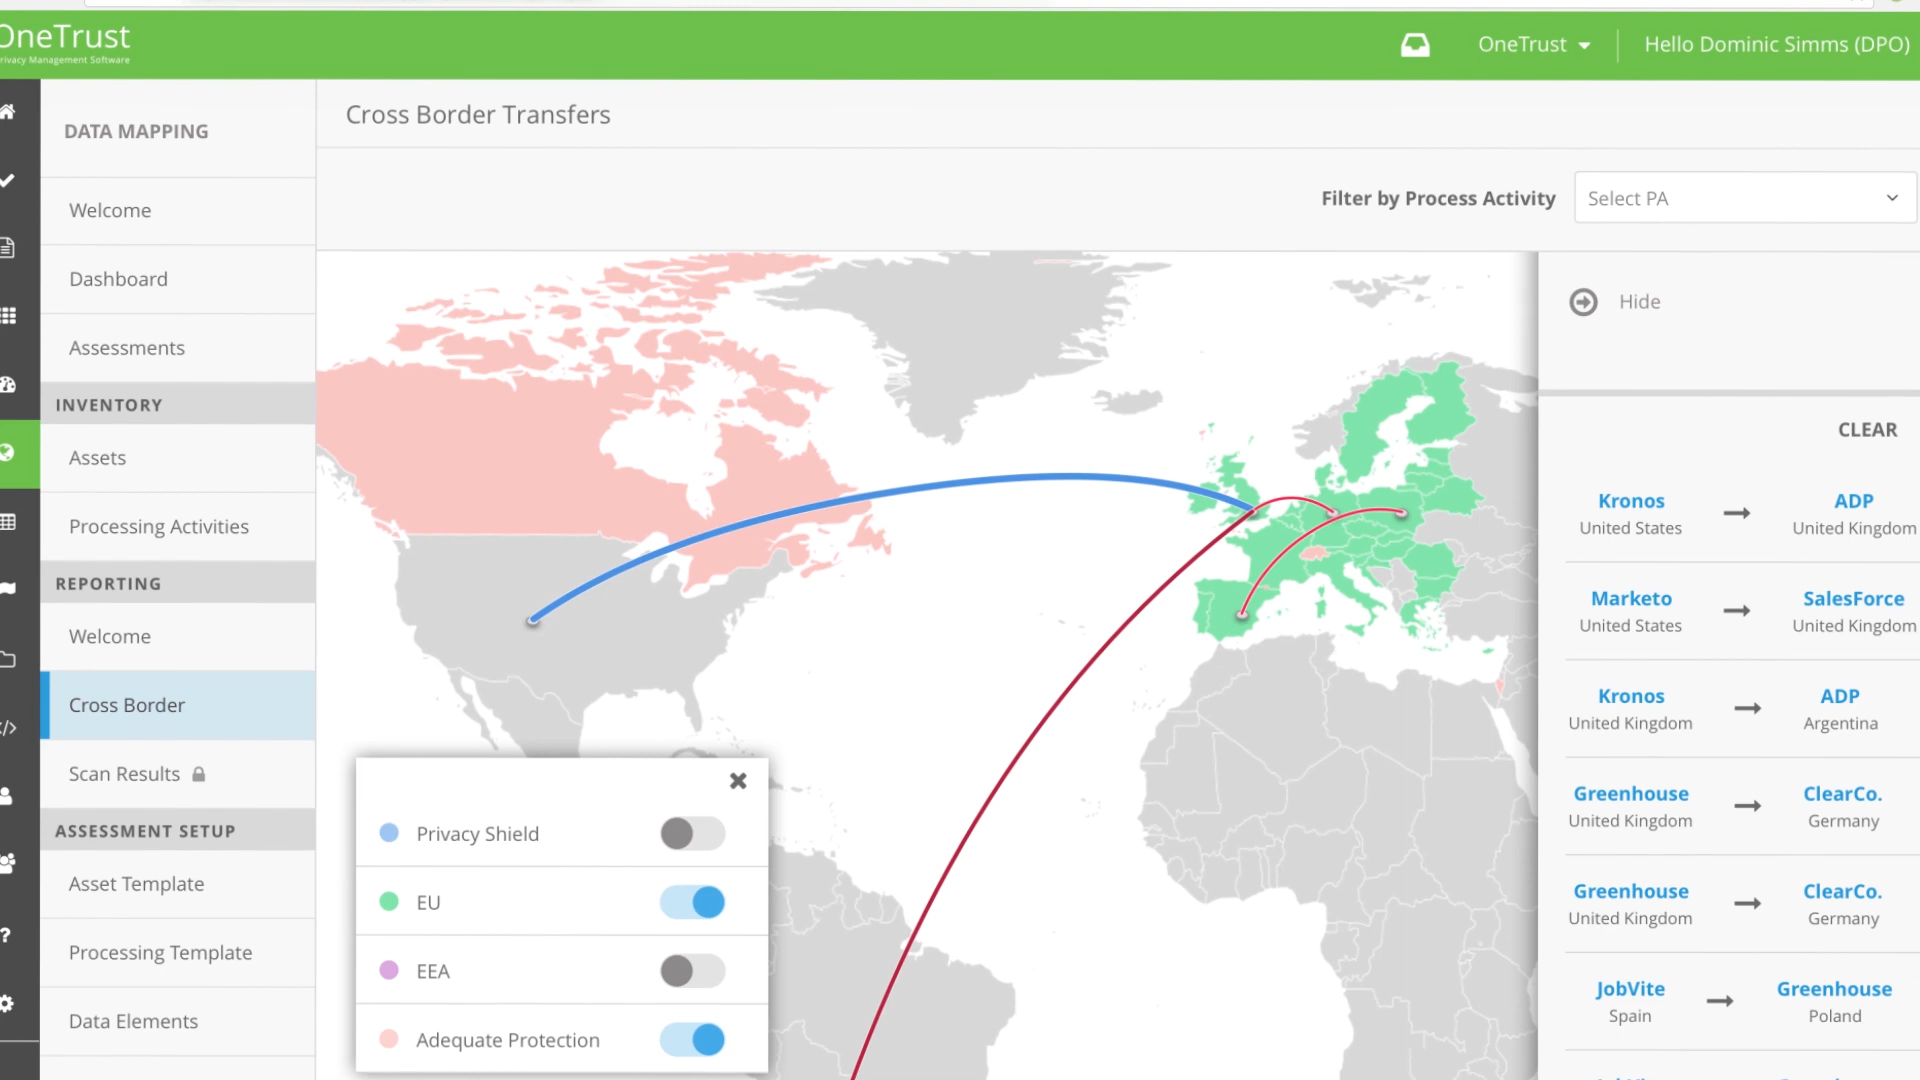 OneTrust
Privacy Management Software
OneTrust
Hello Dominic Simms (DPO)
DATA MAPPING
Welcome
Dashboard
Assessments
INVENTORY
Assets
Processing Activities
REPORTING
Welcome
Cross Border
Scan Results
ASSESSMENT SETUP
Asset Template
Processing Template
Data Elements
Cross Border Transfers
Filter by Process Activity
Select PA
Privacy Shield
EU
EEA
Adequate Protection
Hide
CLEAR
Kronos ADP
United States United Kingdom
Marketo SalesForce
United States United Kingdom
Kronos ADP
United Kingdom Argentina
Greenhouse ClearCo.
United Kingdom Germany
Greenhouse ClearCo.
United Kingdom Germany
JobVite Greenhouse
Spain Poland